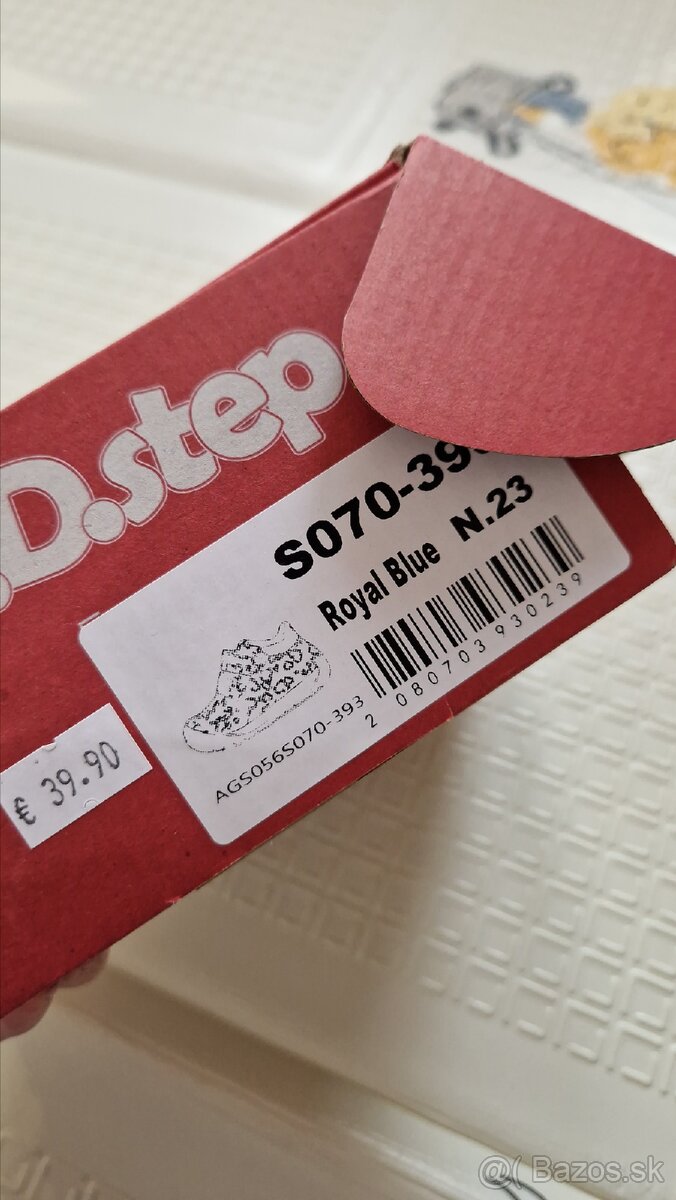 D.step
S070-39
Royal Blue N.23
2 080703 930239
AGS056S070-393
€ 39.90
@( Bazos.sk